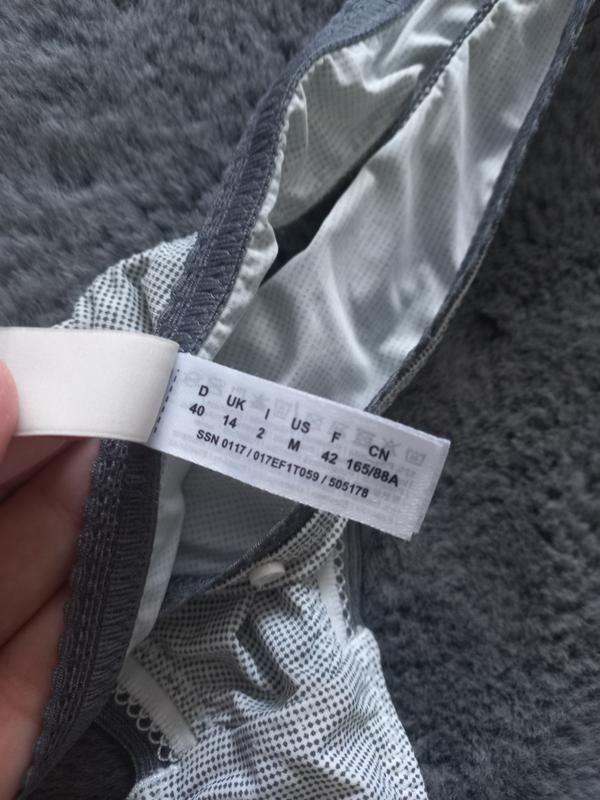 D UK I US F CN
40 14 2 M 42 165/88A
SSN 0117 / 017EF1T059 / 505178